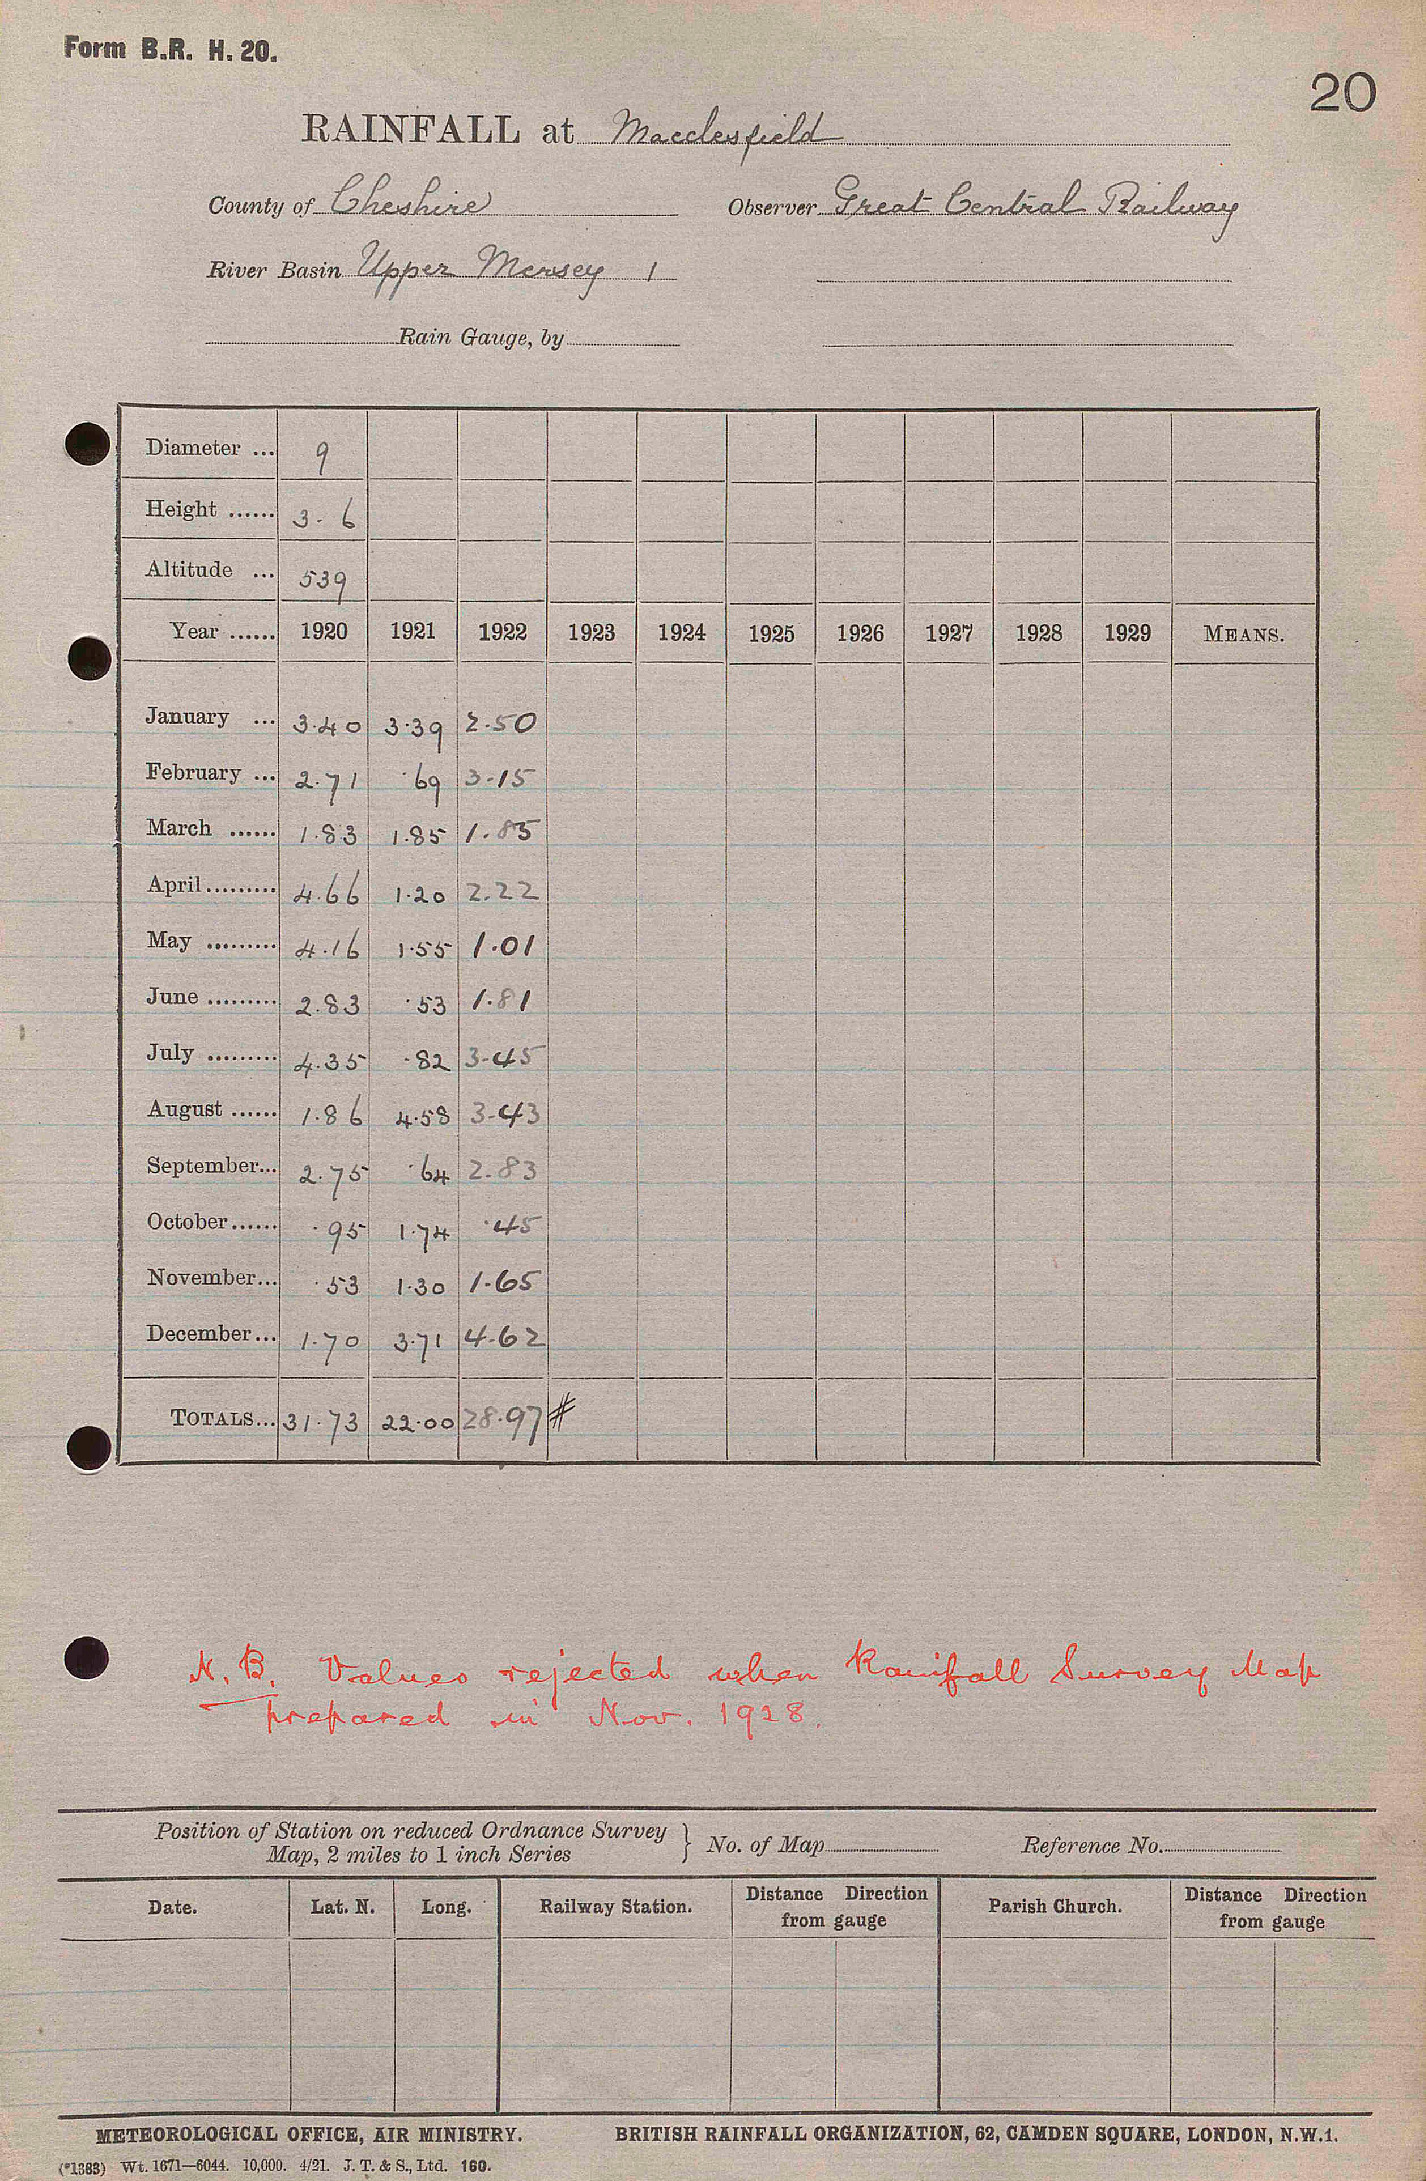 Form B.R. H. 20.
20
RAINFALL at Macclesfield
County of Cheshire Observer Great Central Railway
River Basin Upper Mersey 1
Rain Gauge, by
Diameter ... 9
Height ...... 3 - 6
Altitude ... 539
Year ...... 1920 1921 1922 1923 1924 1925 1926 1927 1928 1929 MEANS.
January ... 3.40 3.39 2.50
February ... 2.71 .69 3.15
March ...... 1.83 1.85 1.85
April ......... 4.66 1.20 2.22
May ......... 4.16 1.55 1.01
June ......... 2.83 .53 1.81
July ......... 4.35 .82 3.45
August ...... 1.86 4.58 3.43
September... 2.75 .64 2.83
October ...... .95 1.74 .45
November... .53 1.30 1.65
December... 1.70 3.71 4.62
TOTALS... 31.73 22.00 28.97 #
N.B. Values rejected when Rainfall Survey Map
prepared in Nov. 1928.
Position of Station on reduced Ordnance Survey
Map, 2 miles to 1 inch Series } No. of Map Reference No.
Date. Lat. N. Long. Railway Station. Distance Direction from gauge Parish Church. Distance Direction from gauge
METEOROLOGICAL OFFICE, AIR MINISTRY. BRITISH RAINFALL ORGANIZATION, 62, CAMDEN SQUARE, LONDON, N.W.1.
(*1383) Wt. 1671—6044. 10,000. 4/21. J. T. & S., Ltd. 160.